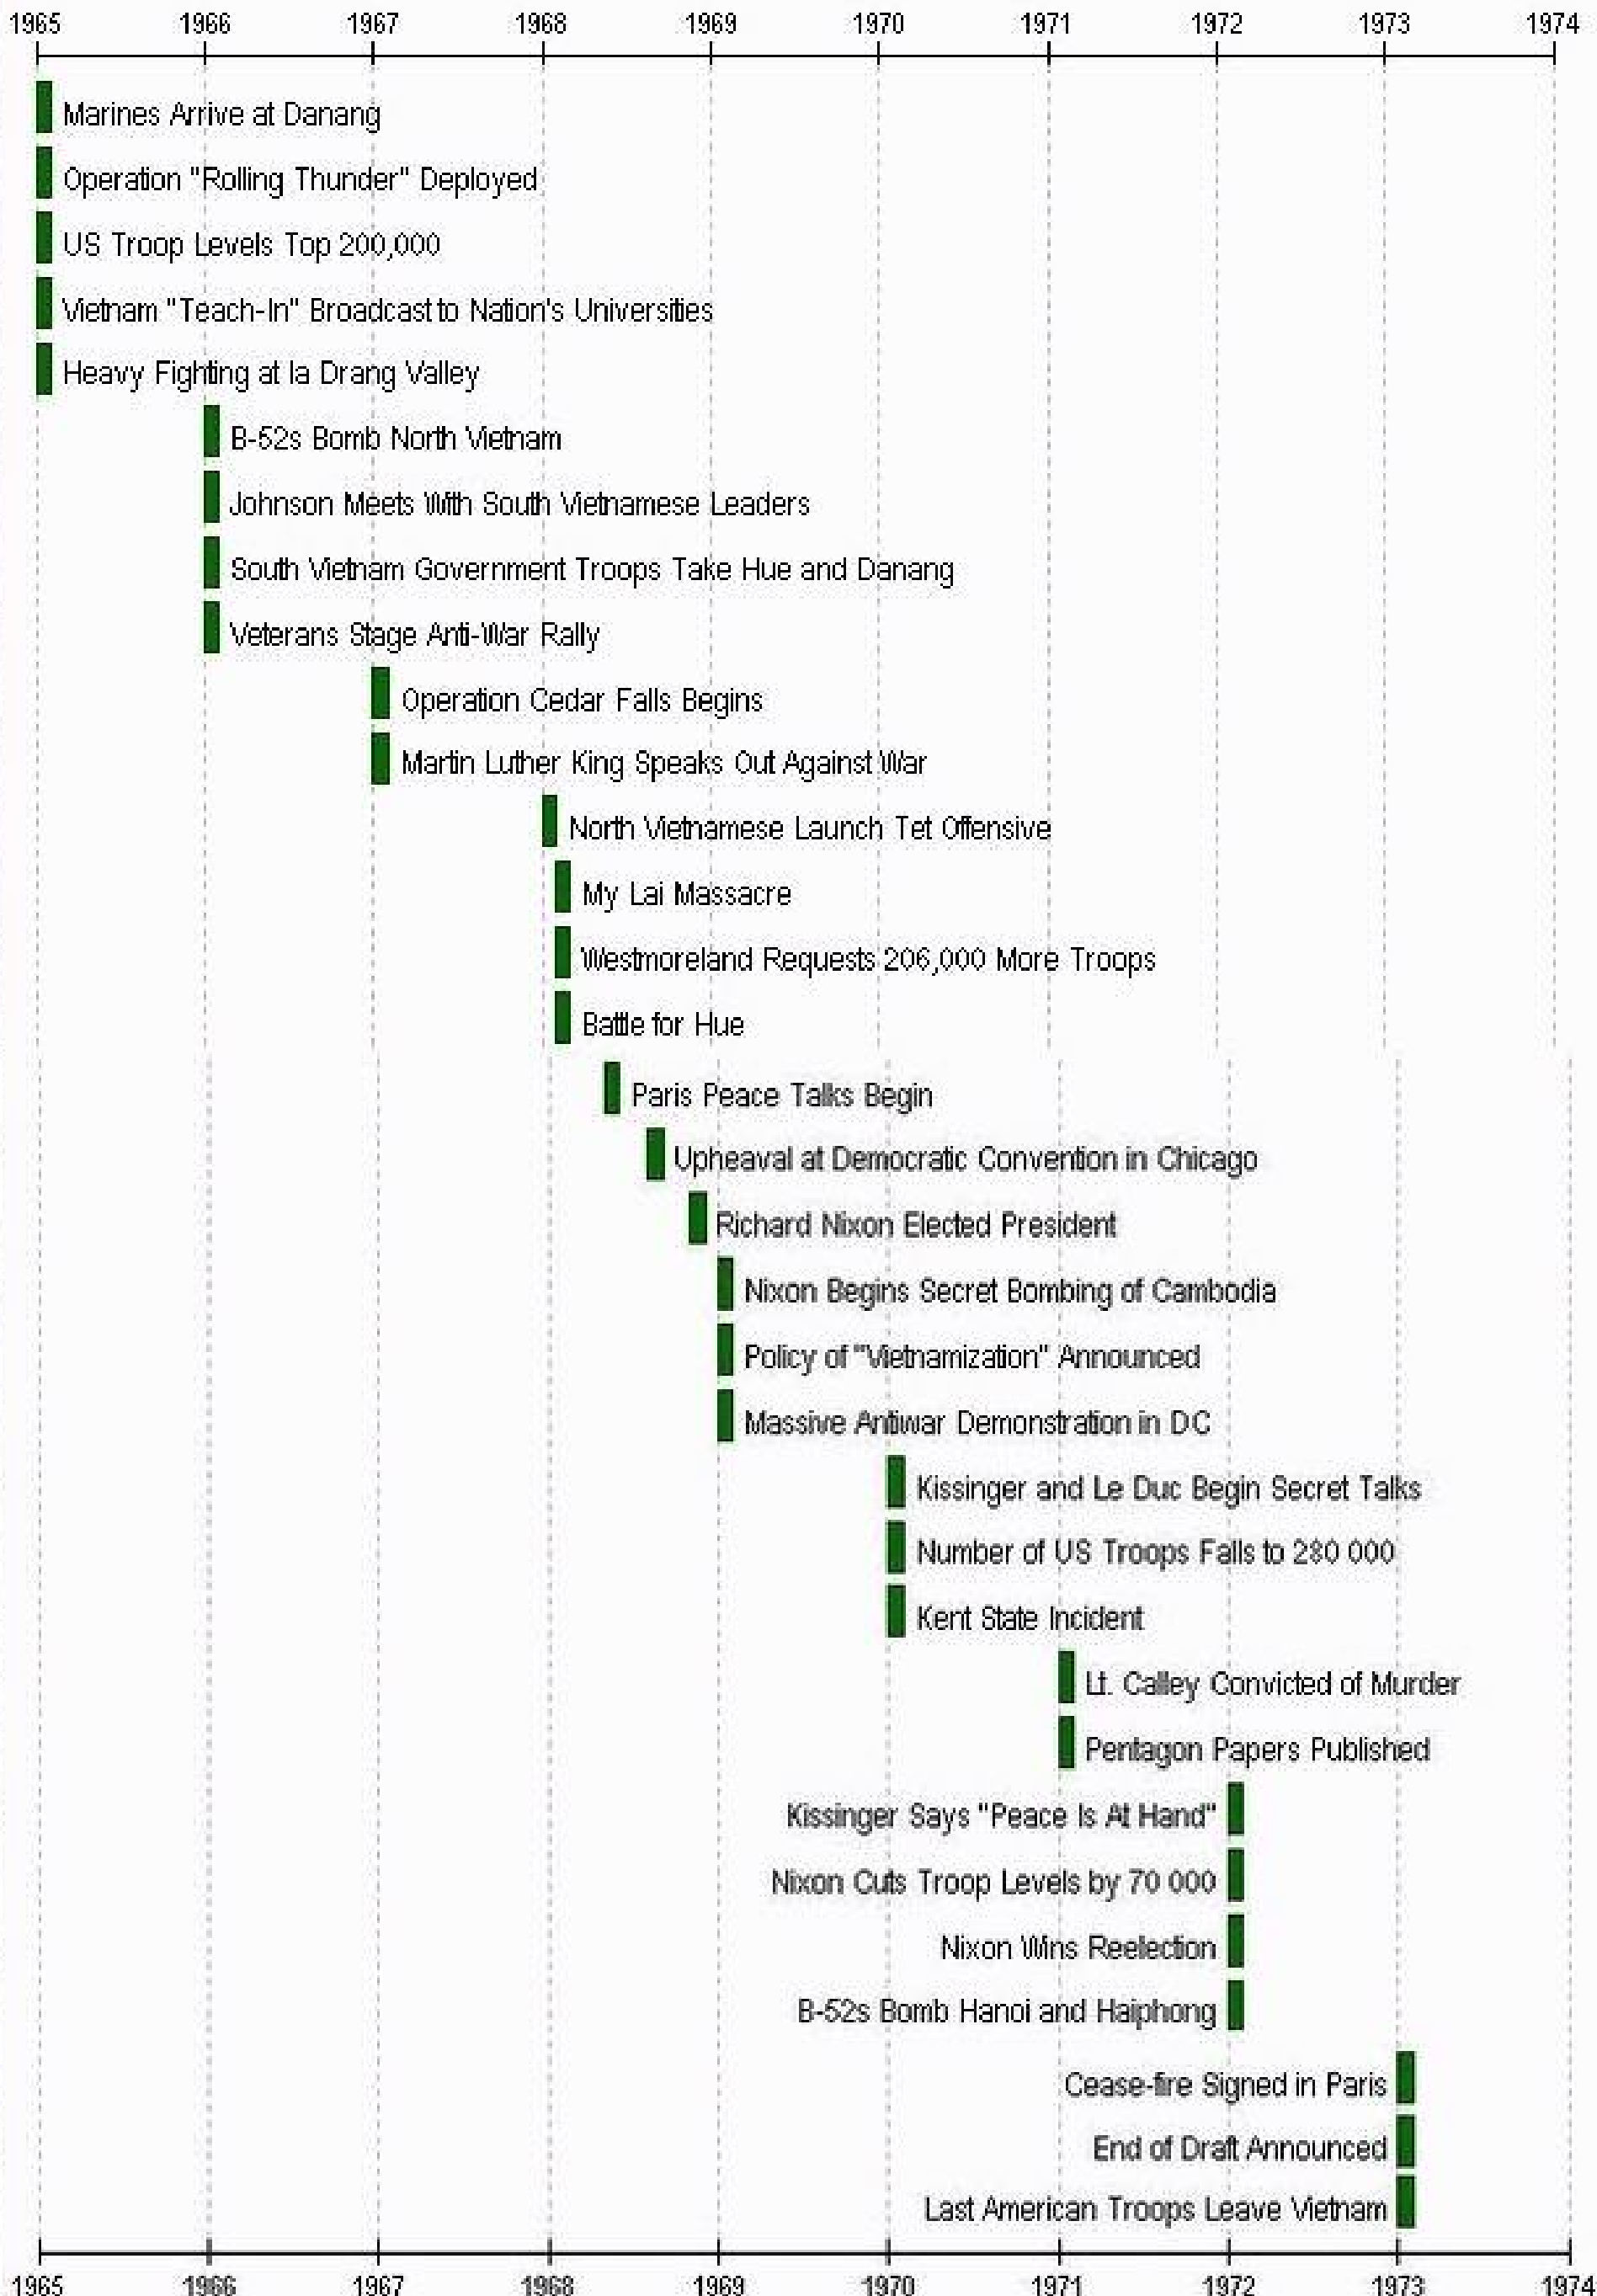 1965 1966 1967 1968 1969 1970 1971 1972 1973 1974
Marines Arrive at Danang
Operation "Rolling Thunder" Deployed
US Troop Levels Top 200,000
Vietnam "Teach-In" Broadcast to Nation's Universities
Heavy Fighting at Ia Drang Valley
B-52s Bomb North Vietnam
Johnson Meets With South Vietnamese Leaders
South Vietnam Government Troops Take Hue and Danang
Veterans Stage Anti-War Rally
Operation Cedar Falls Begins
Martin Luther King Speaks Out Against War
North Vietnamese Launch Tet Offensive
My Lai Massacre
Westmoreland Requests 206,000 More Troops
Battle for Hue
Paris Peace Talks Begin
Upheaval at Democratic Convention in Chicago
Richard Nixon Elected President
Nixon Begins Secret Bombing of Cambodia
Policy of "Vietnamization" Announced
Massive Antiwar Demonstration in DC
Kissinger and Le Duc Begin Secret Talks
Number of US Troops Falls to 280 000
Kent State Incident
Lt. Calley Convicted of Murder
Pentagon Papers Published
Kissinger Says "Peace Is At Hand"
Nixon Cuts Troop Levels by 70 000
Nixon Wins Reelection
B-52s Bomb Hanoi and Haiphong
Cease-fire Signed in Paris
End of Draft Announced
Last American Troops Leave Vietnam
1965 1966 1967 1968 1969 1970 1971 1972 1973 1974